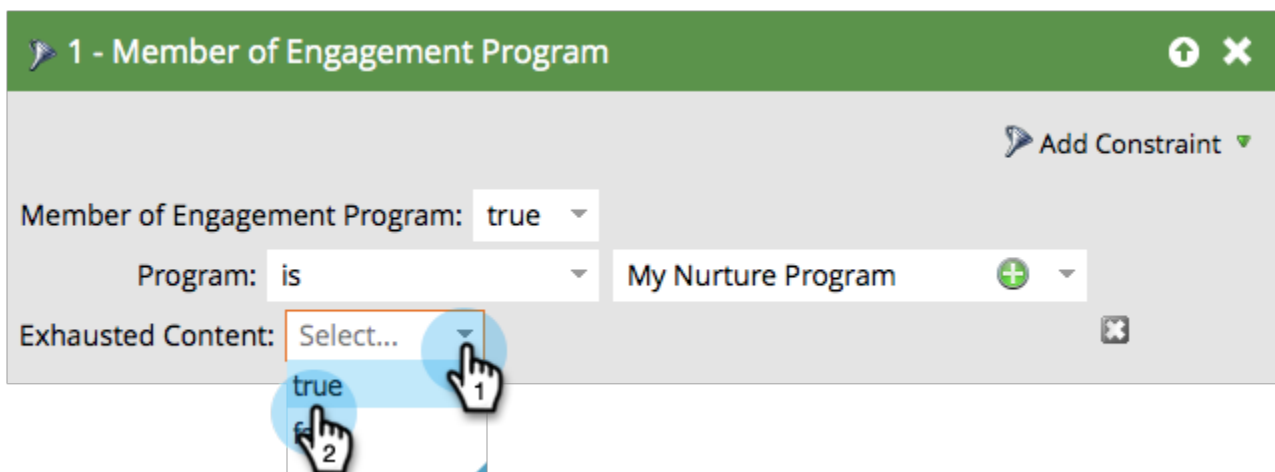 1 - Member of Engagement Program
Add Constraint
Member of Engagement Program: true
Program: is My Nurture Program
Exhausted Content: Select...
1
true
2